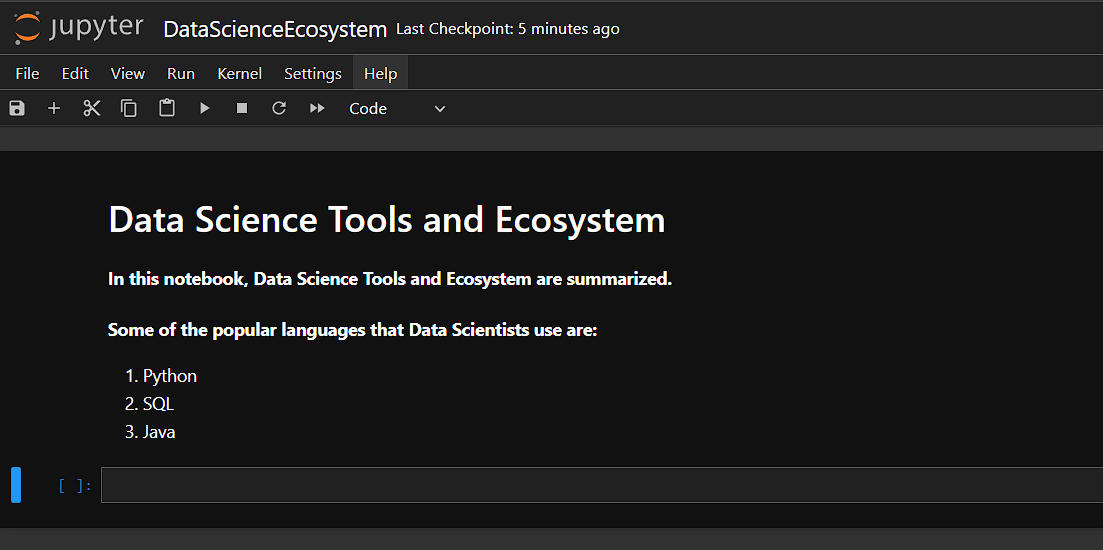 jupyter DataScienceEcosystem Last Checkpoint: 5 minutes ago
File Edit View Run Kernel Settings Help
Code
Data Science Tools and Ecosystem
In this notebook, Data Science Tools and Ecosystem are summarized.
Some of the popular languages that Data Scientists use are:
1. Python
2. SQL
3. Java
[ ]: